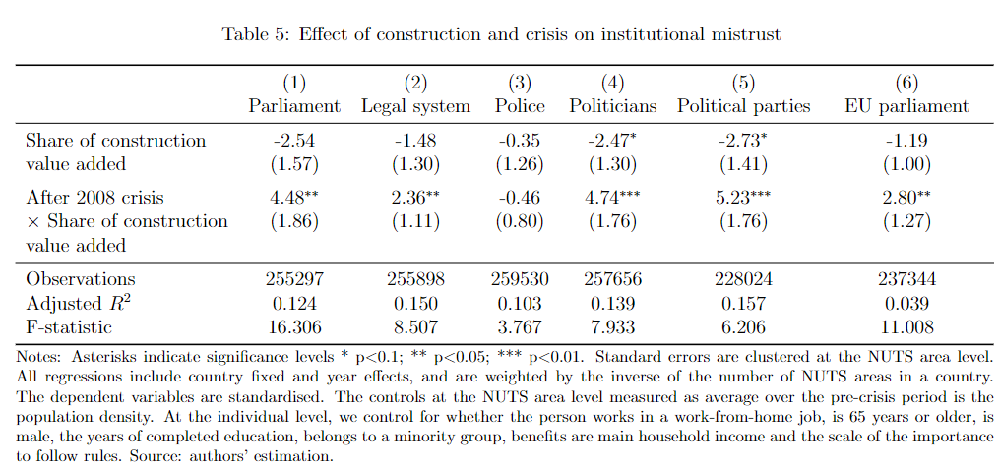 Table 5: Effect of construction and crisis on institutional mistrust
(1) (2) (3) (4) (5) (6)
Parliament Legal system Police Politicians Political parties EU parliament
Share of construction -2.54 -1.48 -0.35 -2.47* -2.73* -1.19
value added (1.57) (1.30) (1.26) (1.30) (1.41) (1.00)
After 2008 crisis 4.48** 2.36** -0.46 4.74*** 5.23*** 2.80**
× Share of construction (1.86) (1.11) (0.80) (1.76) (1.76) (1.27)
value added
Observations 255297 255898 259530 257656 228024 237344
Adjusted R² 0.124 0.150 0.103 0.139 0.157 0.039
F-statistic 16.306 8.507 3.767 7.933 6.206 11.008
Notes: Asterisks indicate significance levels * p<0.1; ** p<0.05; *** p<0.01. Standard errors are clustered at the NUTS area level.
All regressions include country fixed and year effects, and are weighted by the inverse of the number of NUTS areas in a country.
The dependent variables are standardised. The controls at the NUTS area level measured as average over the pre-crisis period is the
population density. At the individual level, we control for whether the person works in a work-from-home job, is 65 years or older, is
male, the years of completed education, belongs to a minority group, benefits are main household income and the scale of the importance
to follow rules. Source: authors' estimation.